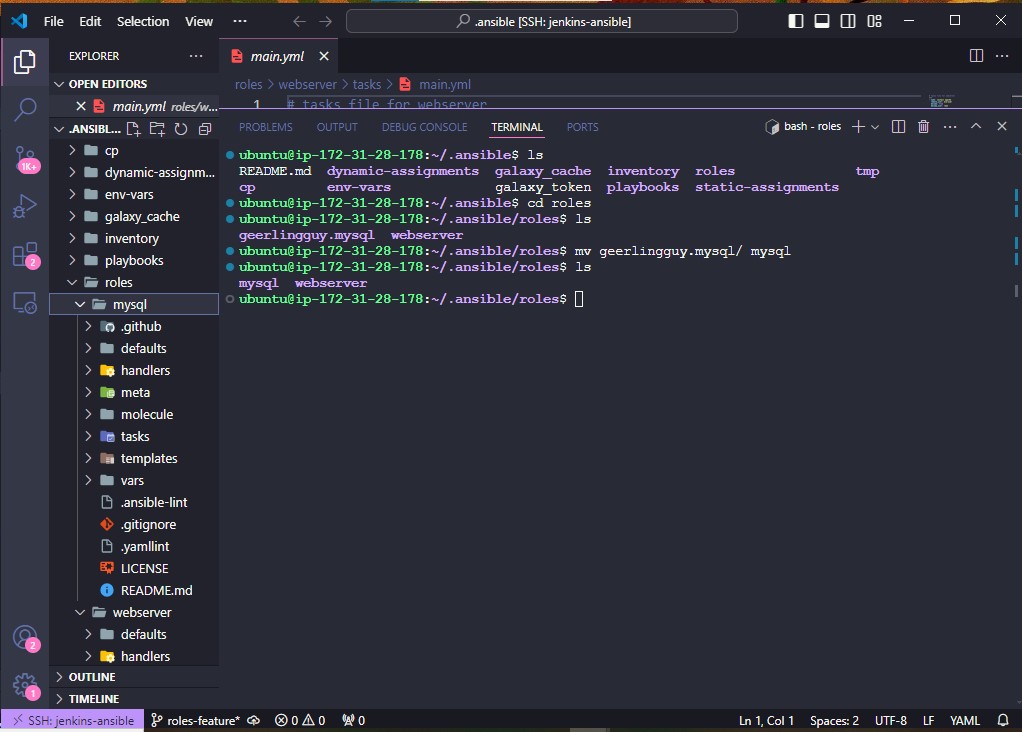 File Edit Selection View ··· .ansible [SSH: jenkins-ansible]
EXPLORER ···
OPEN EDITORS
main.yml roles/w...
.ANSIBL...
cp
dynamic-assignm...
env-vars
galaxy_cache
inventory
playbooks
roles
mysql
.github
defaults
handlers
meta
molecule
tasks
templates
vars
.ansible-lint
.gitignore
.yamllint
LICENSE
README.md
webserver
defaults
handlers
OUTLINE
TIMELINE
1K+
2
2
1
main.yml
roles > webserver > tasks > main.yml
1 # tasks file for webserver
PROBLEMS OUTPUT DEBUG CONSOLE TERMINAL PORTS bash - roles
ubuntu@ip-172-31-28-178:~/.ansible$ ls
README.md dynamic-assignments galaxy_cache inventory roles tmp
cp env-vars galaxy_token playbooks static-assignments
ubuntu@ip-172-31-28-178:~/.ansible$ cd roles
ubuntu@ip-172-31-28-178:~/.ansible/roles$ ls
geerlingguy.mysql webserver
ubuntu@ip-172-31-28-178:~/.ansible/roles$ mv geerlingguy.mysql/ mysql
ubuntu@ip-172-31-28-178:~/.ansible/roles$ ls
mysql webserver
ubuntu@ip-172-31-28-178:~/.ansible/roles$
SSH: jenkins-ansible roles-feature* 0 0 0 Ln 1, Col 1 Spaces: 2 UTF-8 LF YAML